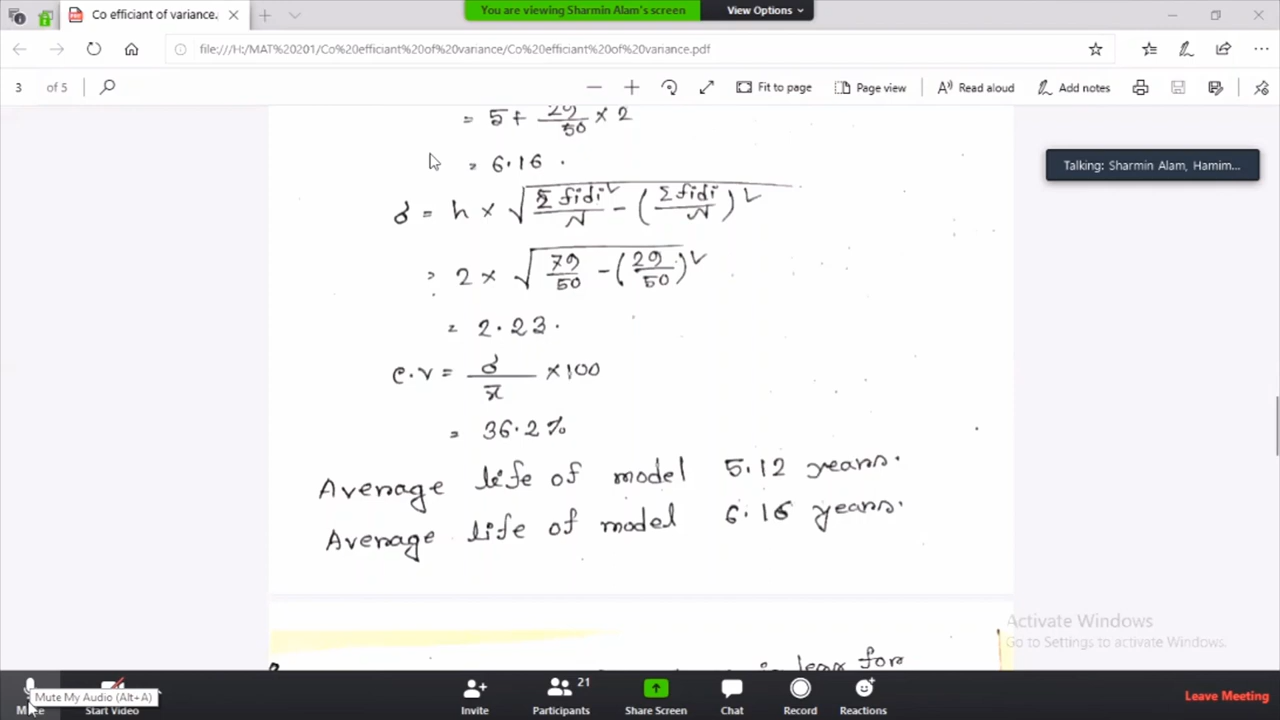 Co efficiant of variance.
You are viewing Sharmin Alam's screen
View Options
file:///H:/MAT%20201/Co%20efficiant%20of%20variance/Co%20efficiant%20of%20variance.pdf
3 of 5
Fit to page
Page view
Read aloud
Add notes
Talking: Sharmin Alam, Hamim...
= 5 + 29/50 × 2
= 6.16.
σ = h × √(Σfidi²/N − (Σfidi/N)²)
= 2 × √(79/50 − (29/50)²)
= 2.23.
C.V = σ/x̄ × 100
= 36.2%
Average life of model 5.12 years.
Average life of model 6.16 years.
Activate Windows
Go to Settings to activate Windows.
is less for
Mute My Audio (Alt+A)
Start Video
Invite
21
Participants
Share Screen
Chat
Record
Reactions
Leave Meeting